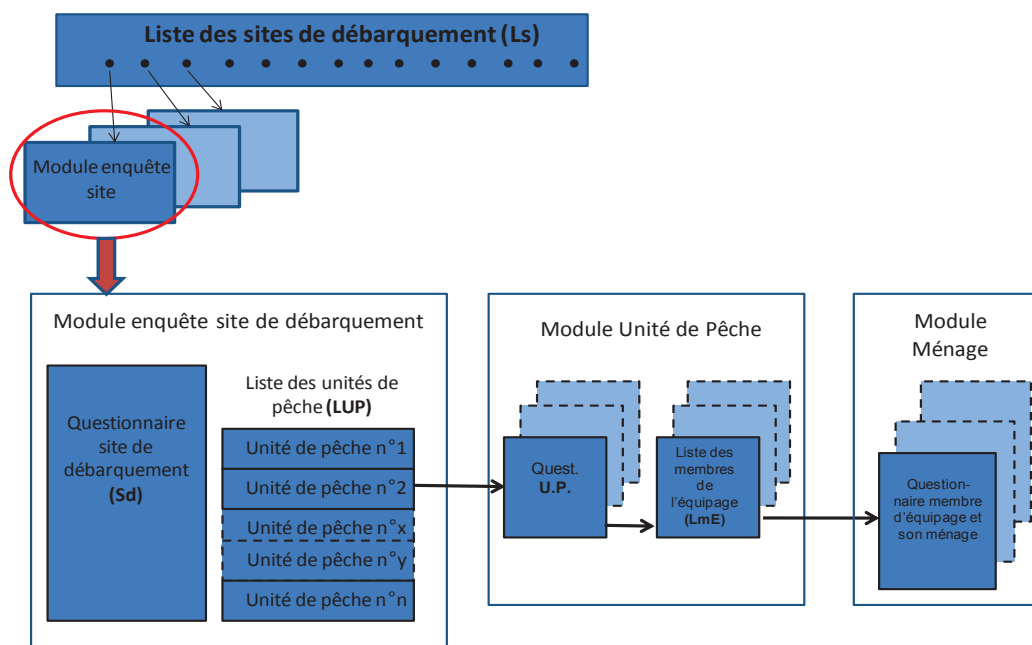 Liste des sites de débarquement (Ls)
Module enquête
site
Module enquête site de débarquement
Questionnaire
site de
débarquement
(Sd)
Liste des unités de
pêche (LUP)
Unité de pêche n°1
Unité de pêche n°2
Unité de pêche n°x
Unité de pêche n°y
Unité de pêche n°n
Module Unité de Pêche
Quest.
U.P.
Liste des
membres
de
l'équipage
(LmE)
Module
Ménage
Question-
naire membre
d'équipage et
son ménage